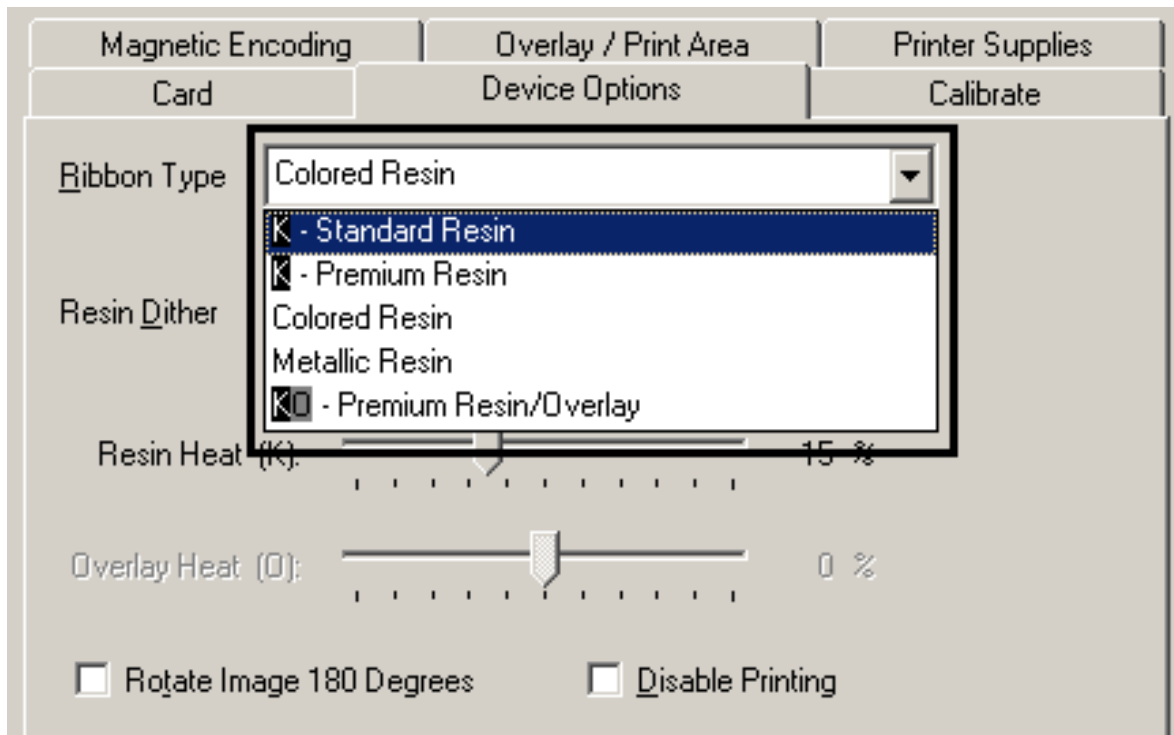 Magnetic Encoding Overlay / Print Area Printer Supplies
Card Device Options Calibrate
Ribbon Type Colored Resin
K - Standard Resin
K - Premium Resin
Resin Dither Colored Resin
Metallic Resin
KO - Premium Resin/Overlay
Resin Heat (K): 15 %
Overlay Heat (O): 0 %
Rotate Image 180 Degrees Disable Printing